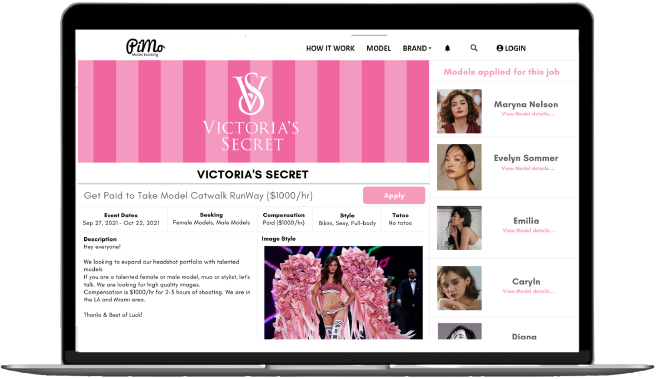 PiMo
Model booking
HOW IT WORK MODEL BRAND LOGIN
VS
VICTORIA'S
SECRET
VICTORIA'S SECRET
Get Paid to Take Model Catwalk RunWay ($1000/hr)
Apply
Event Dates
Sep 27, 2021 - Oct 22, 2021
Seeking
Female Models, Male Models
Compensation
Paid ($1000/hr)
Style
Bikini, Sexy, Full-body
Tatoo
No tatoo
Description
Hey everyone!
We looking to expand our headshot portfolio with talented
models
If you are a talented female or male model, mua or stylist, let's
talk. We are looking for high quality images.
Compensation is $1000/hr for 2-3 hours of shooting. We are in
the LA and Miami area.
Thanks & Best of Luck!
Image Style
Models applied for this job
Maryna Nelson
View Model details...
Evelyn Sommer
View Model details...
Emilia
View Model details...
Caryln
View Model details...
Diana